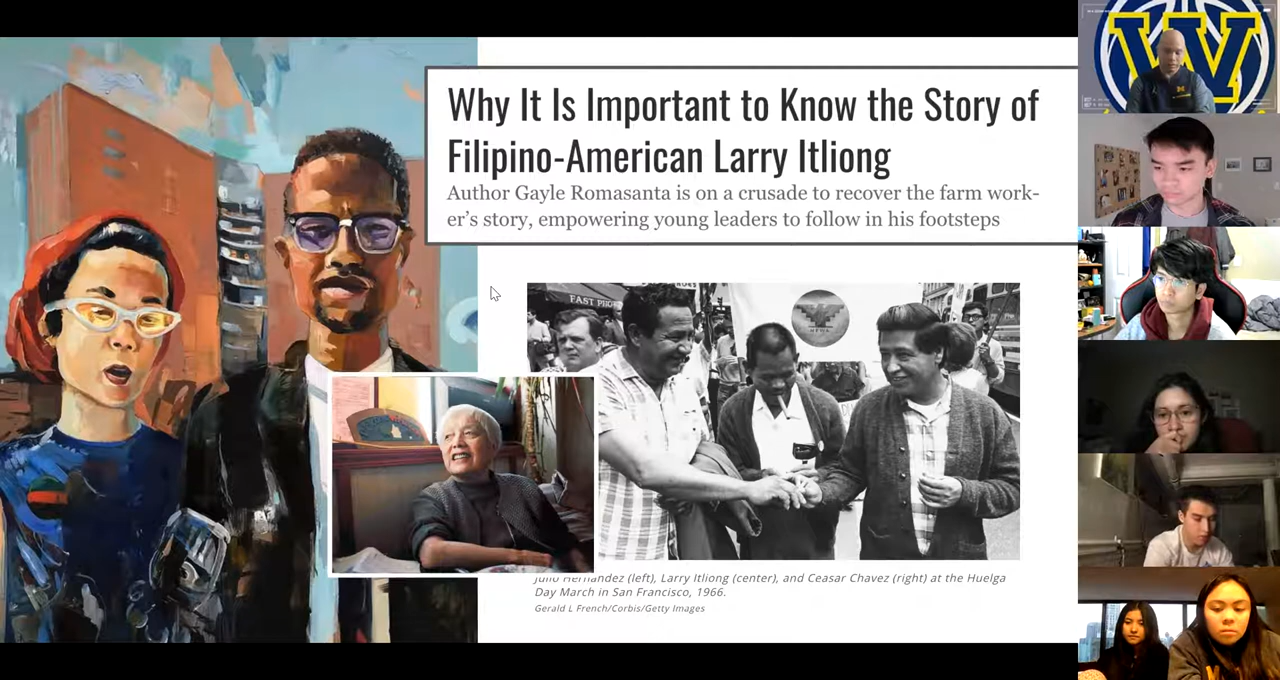 Why It Is Important to Know the Story of
Filipino-American Larry Itliong
Author Gayle Romasanta is on a crusade to recover the farm work-
er's story, empowering young leaders to follow in his footsteps
FAST PHO
Julio Hernandez (left), Larry Itliong (center), and Ceasar Chavez (right) at the Huelga
Day March in San Francisco, 1966.
Gerald L French/Corbis/Getty Images
W